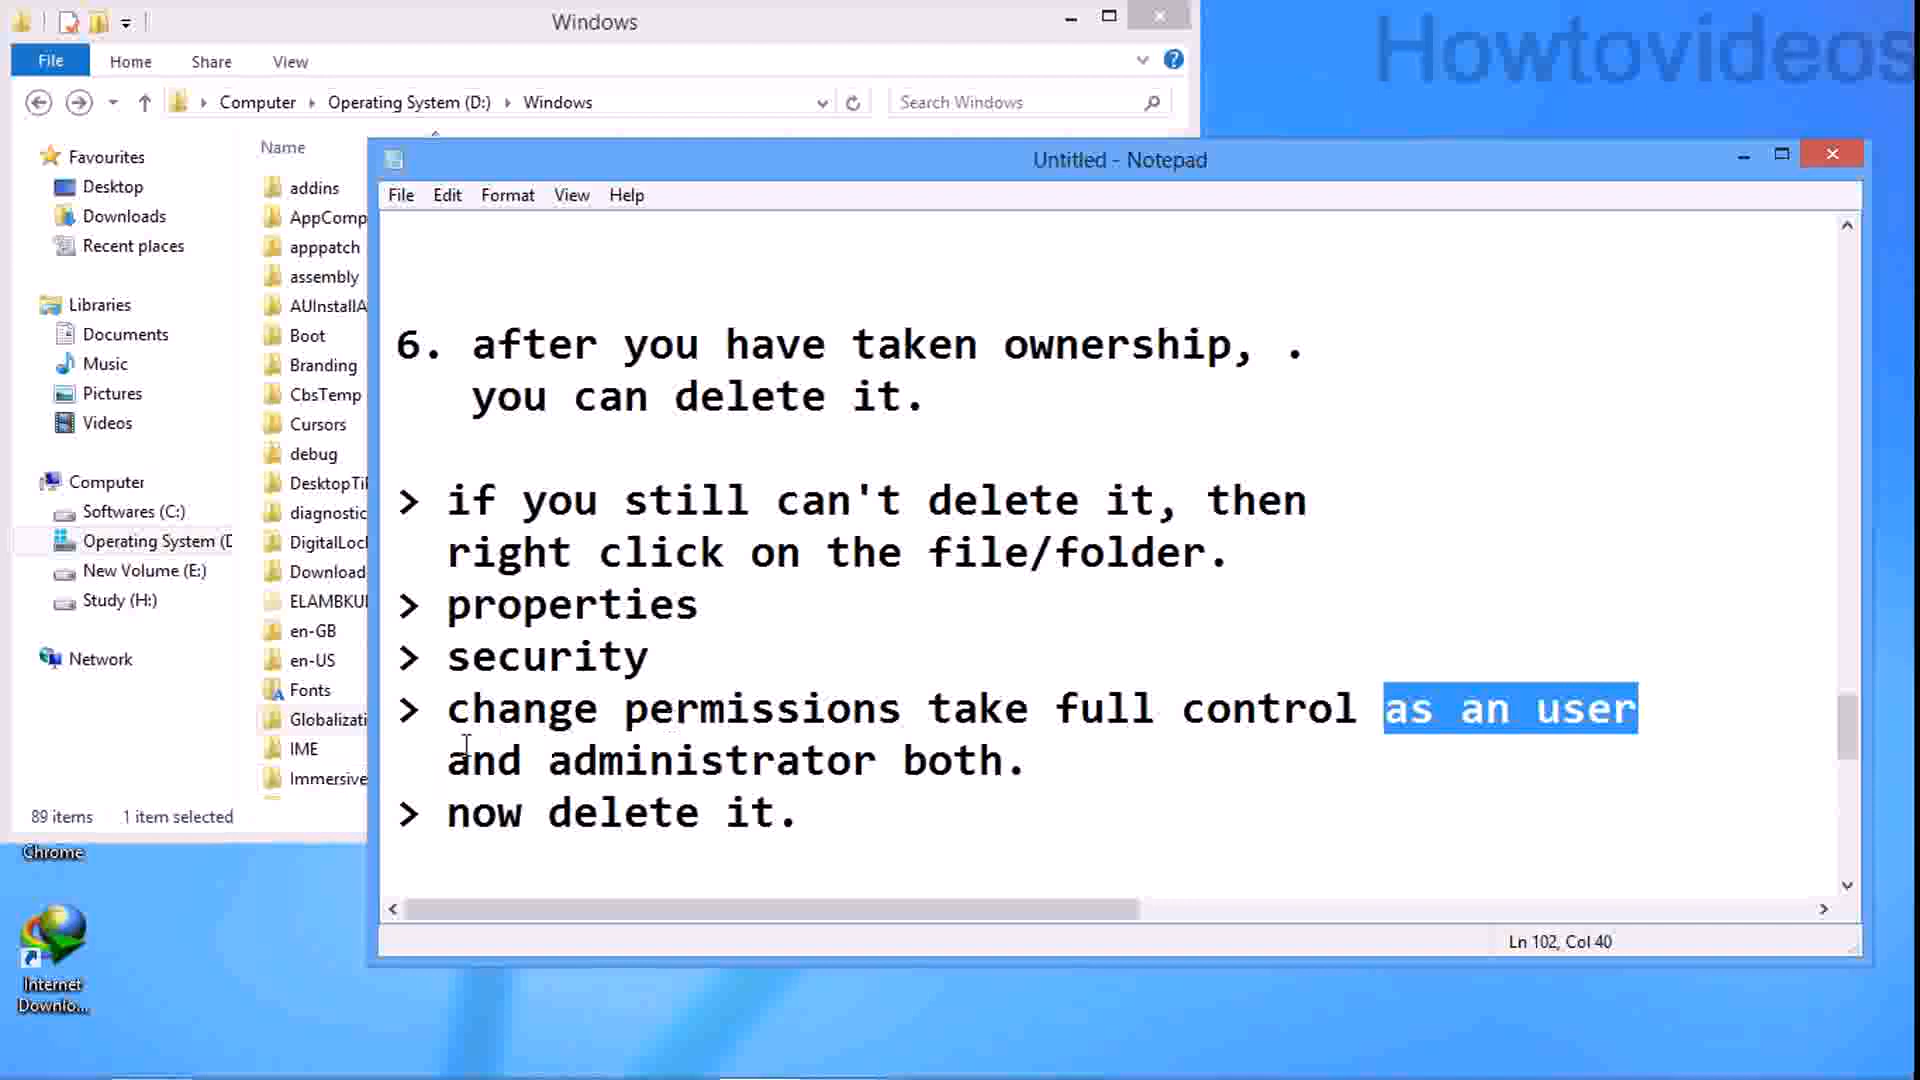 Windows
Howtovideos
File Home Share View
Computer Operating System (D:) Windows
Search Windows
Favourites
Desktop
Downloads
Recent places
Libraries
Documents
Music
Pictures
Videos
Computer
Softwares (C:)
Operating System (D
New Volume (E:)
Study (H:)
Network
Name
addins
AppComp
apppatch
assembly
AUInstallA
Boot
Branding
CbsTemp
Cursors
debug
DesktopTil
diagnostic
DigitalLoc
Download
ELAMBKU
en-GB
en-US
Fonts
Globalizati
IME
Immersive
89 items 1 item selected
Untitled - Notepad
File Edit Format View Help
6. after you have taken ownership, .
you can delete it.
> if you still can't delete it, then
right click on the file/folder.
> properties
> security
> change permissions take full control as an user
and administrator both.
> now delete it.
Ln 102, Col 40
Chrome
Internet
Downlo...